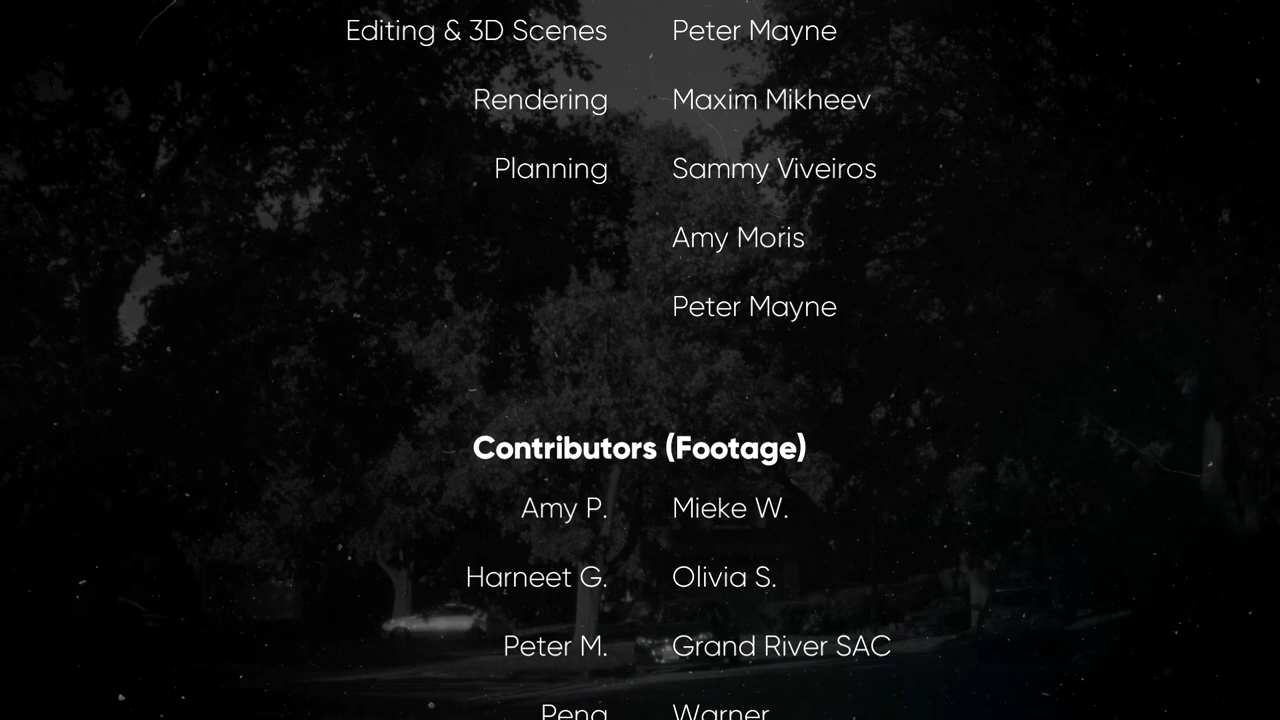 Editing & 3D Scenes Peter Mayne
Rendering Maxim Mikheev
Planning Sammy Viveiros
Amy Moris
Peter Mayne
Contributors (Footage)
Amy P. Mieke W.
Harneet G. Olivia S.
Peter M. Grand River SAC
Warner